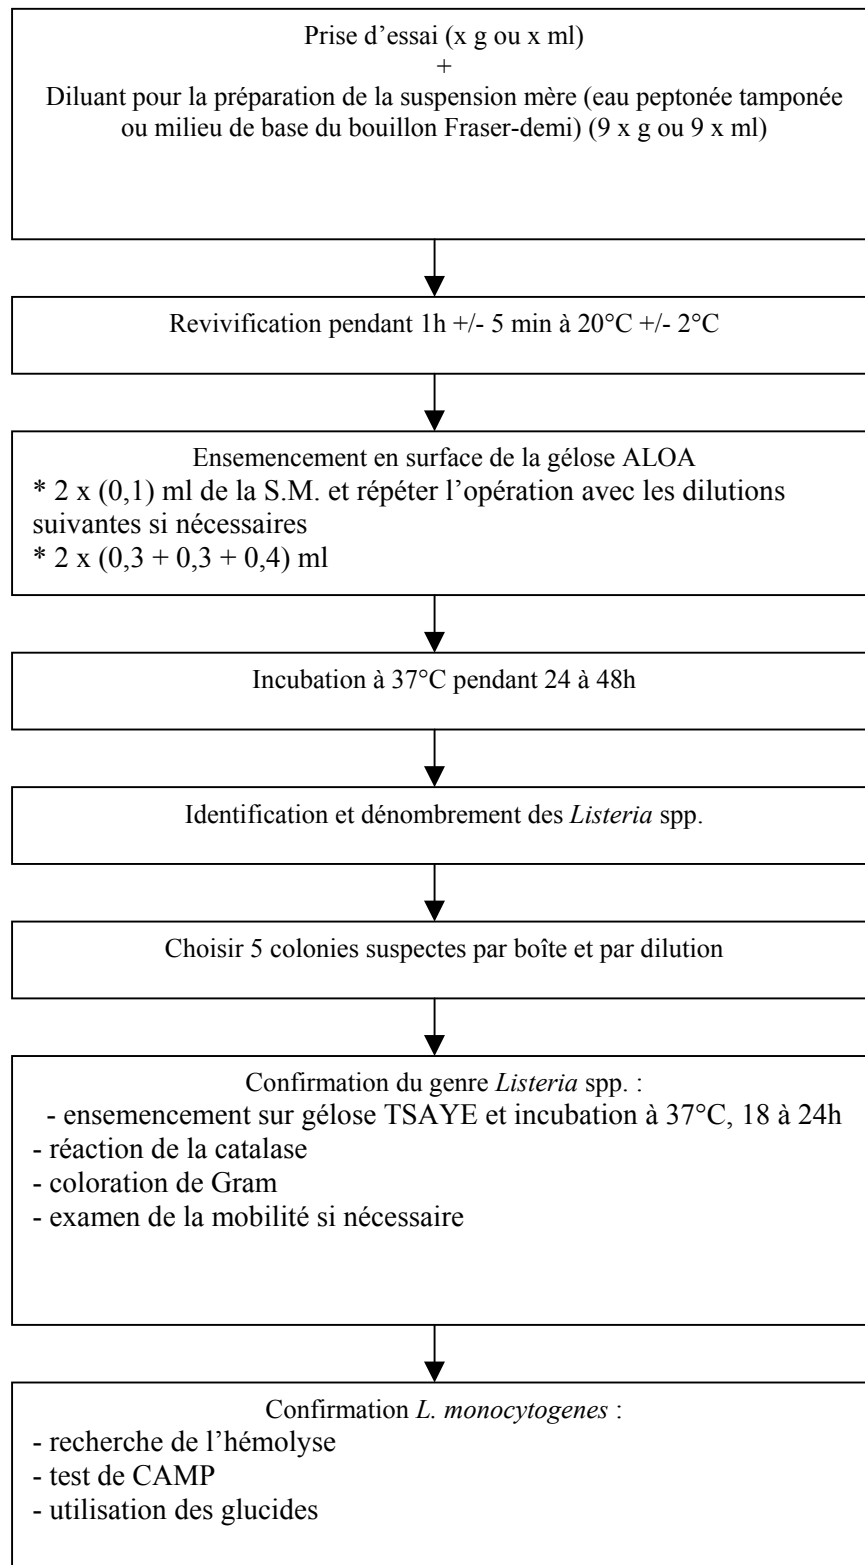 Prise d’essai (x g ou x ml)
+
Diluant pour la préparation de la suspension mère (eau peptonée tamponée
ou milieu de base du bouillon Fraser-demi) (9 x g ou 9 x ml)
Revivification pendant 1h +/- 5 min à 20°C +/- 2°C
Ensemencement en surface de la gélose ALOA
* 2 x (0,1) ml de la S.M. et répéter l’opération avec les dilutions
suivantes si nécessaires
* 2 x (0,3 + 0,3 + 0,4) ml
Incubation à 37°C pendant 24 à 48h
Identification et dénombrement des Listeria spp.
Choisir 5 colonies suspectes par boîte et par dilution
Confirmation du genre Listeria spp. :
- ensemencement sur gélose TSAYE et incubation à 37°C, 18 à 24h
- réaction de la catalase
- coloration de Gram
- examen de la mobilité si nécessaire
Confirmation L. monocytogenes :
- recherche de l’hémolyse
- test de CAMP
- utilisation des glucides